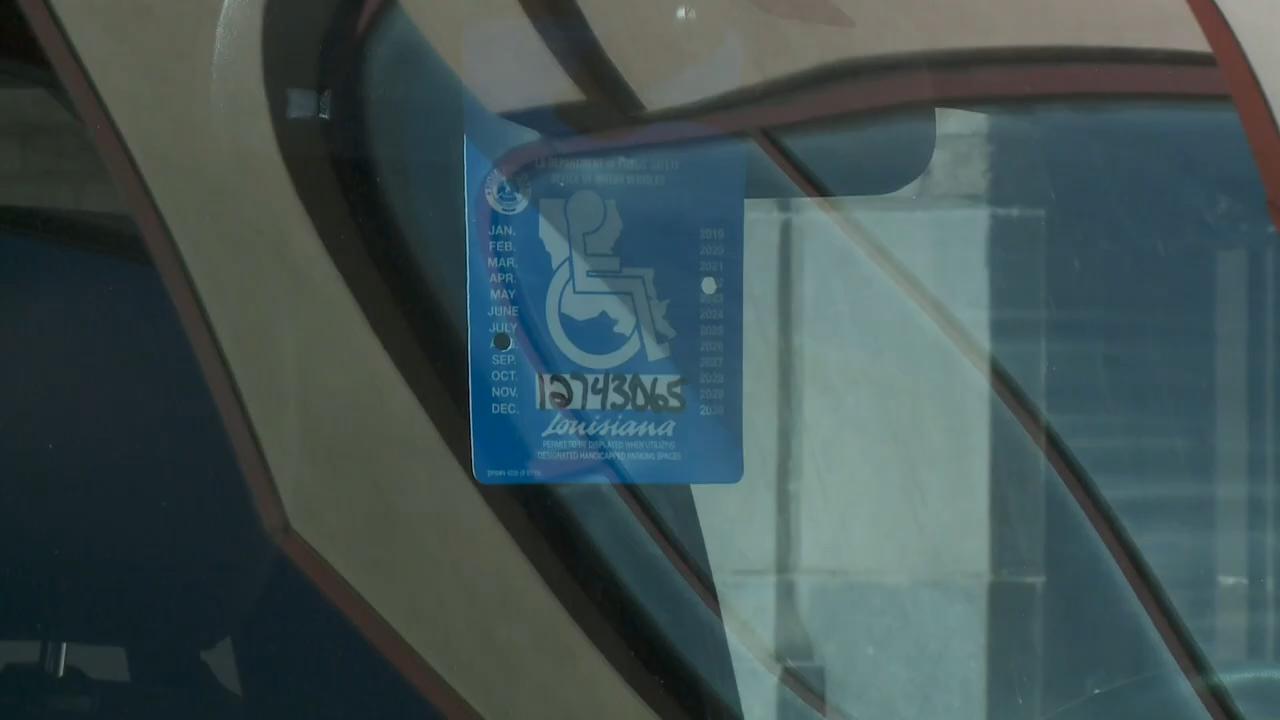 LA DEPARTMENT OF PUBLIC SAFETY
OFFICE OF MOTOR VEHICLES
JAN.
FEB.
MAR.
APR.
MAY
JUNE
JULY
SEP.
OCT.
NOV.
DEC.
2019
2020
2021
2023
2024
2025
2026
2027
2028
2029
2030
12743065
Louisiana
PERMIT TO BE DISPLAYED WHEN UTILIZING
DESIGNATED HANDICAPPED PARKING SPACES